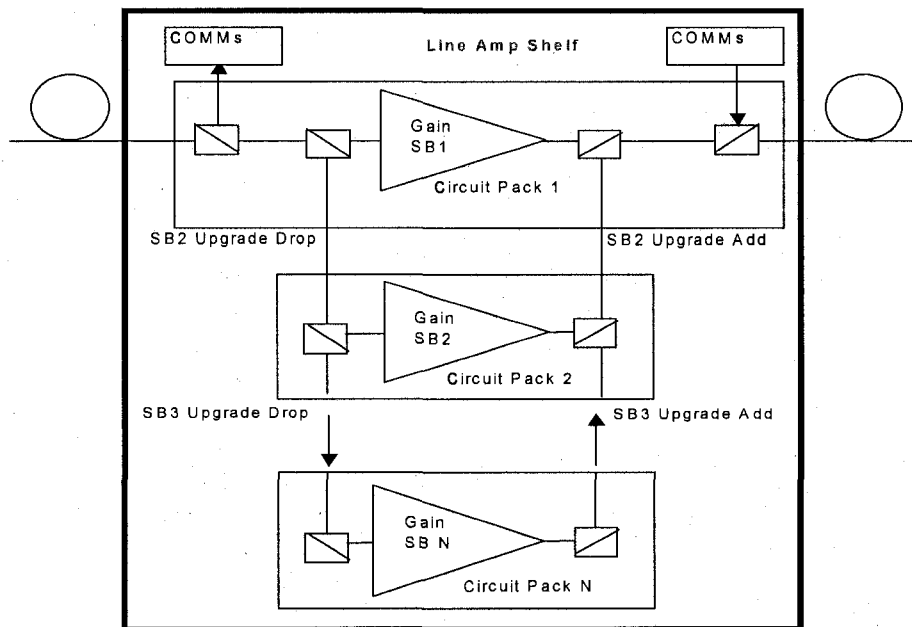 COMMs
Line Amp Shelf
COMMs
Gain
SB1
Circuit Pack 1
SB2 Upgrade Drop
SB2 Upgrade Add
Gain
SB2
Circuit Pack 2
SB3 Upgrade Drop
SB3 Upgrade Add
Gain
SB N
Circuit Pack N